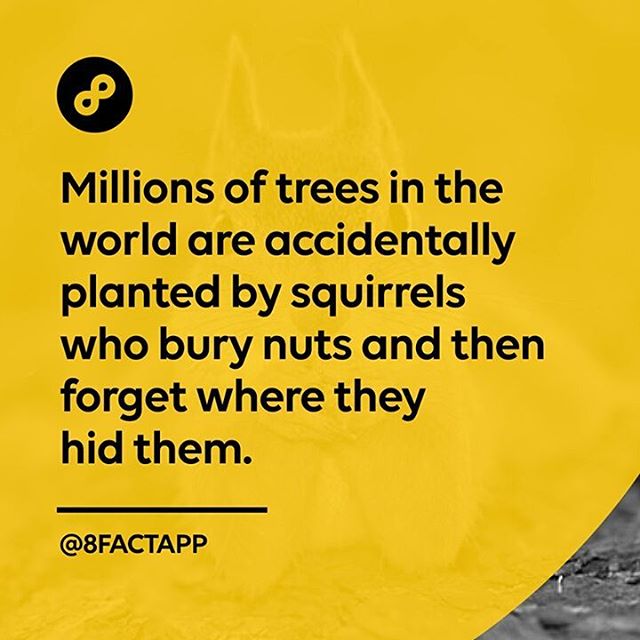 Millions of trees in the
world are accidentally
planted by squirrels
who bury nuts and then
forget where they
hid them.
@8FACTAPP